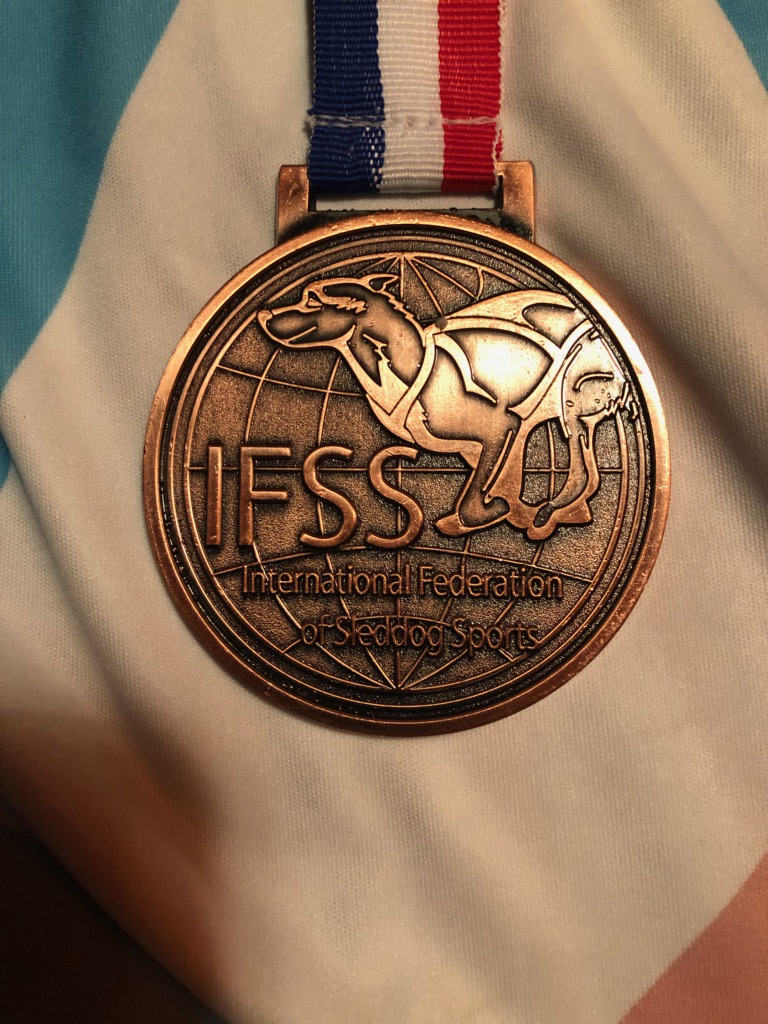 IFSS
International Federation
of Sleddog Sports